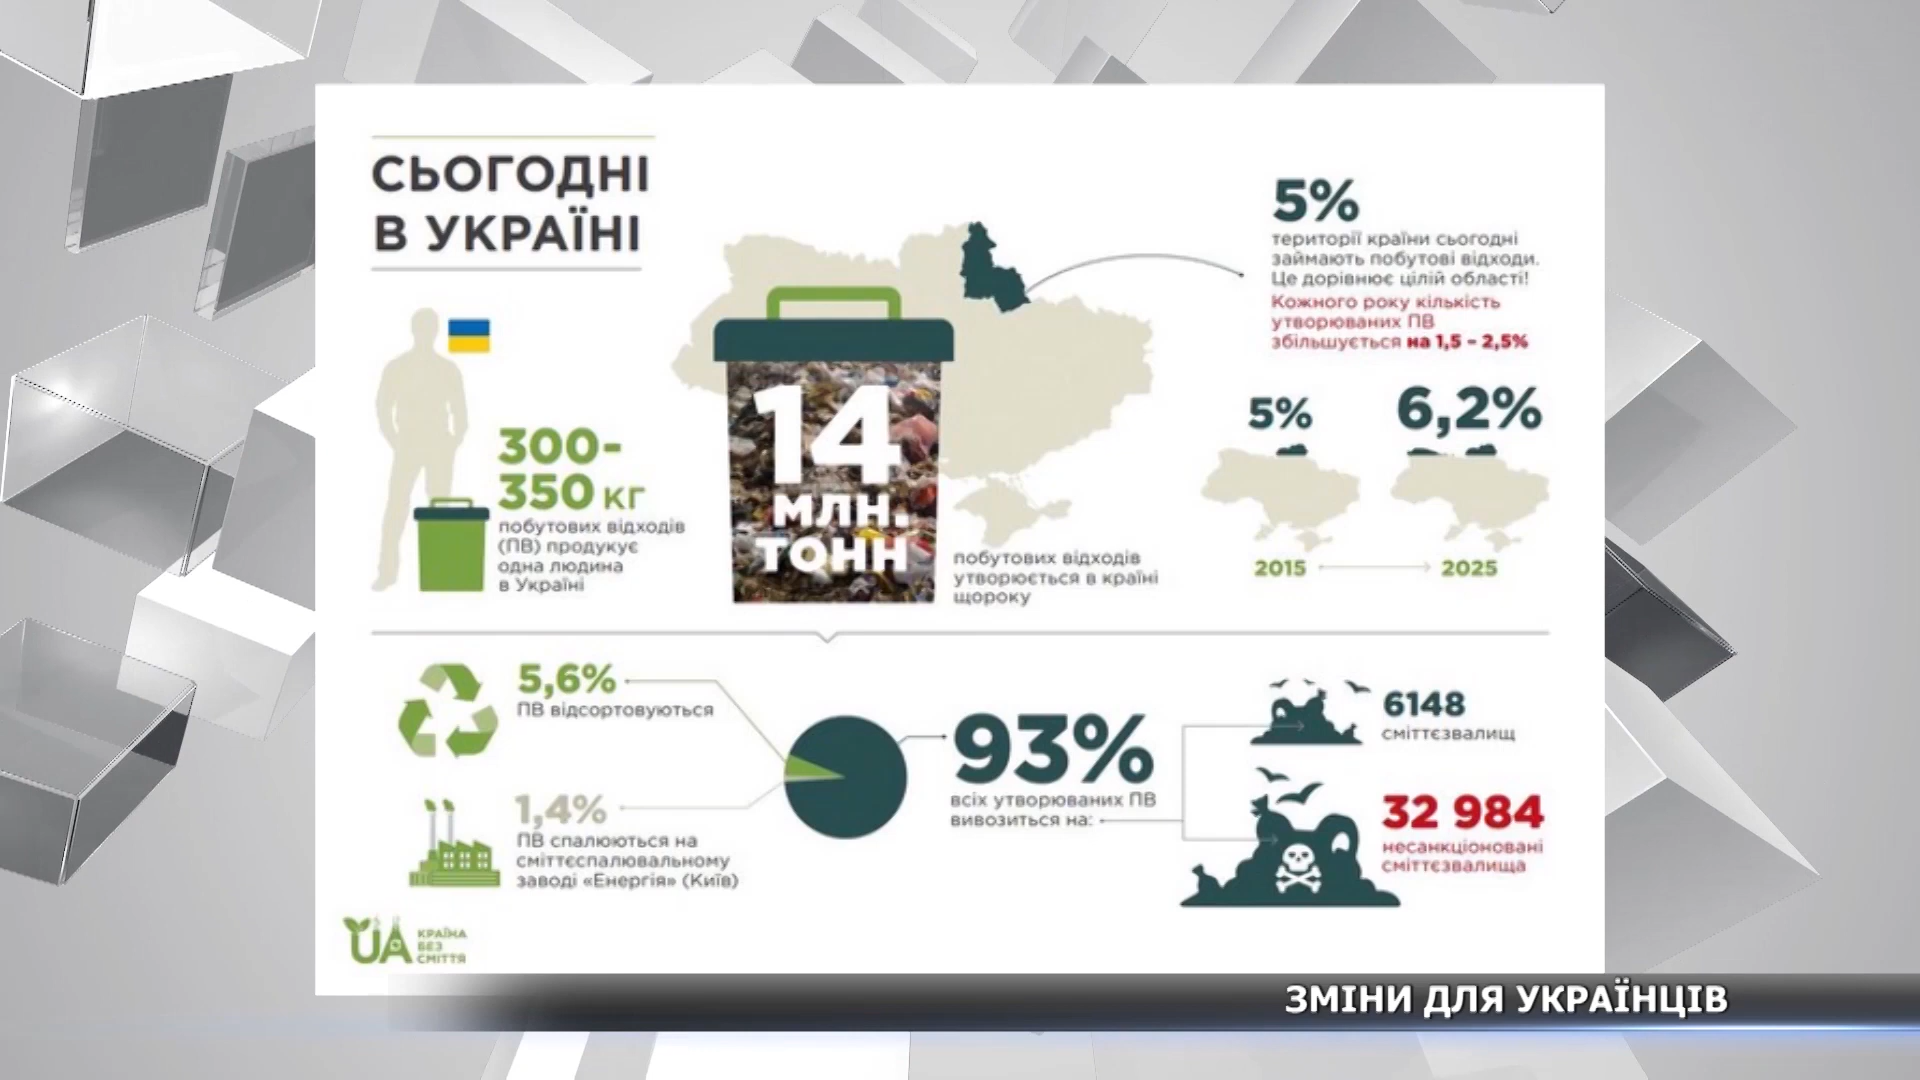 СЬОГОДНІ
В УКРАЇНІ
5%
території країни сьогодні
займають побутові відходи.
Це дорівнює цілій області!
Кожного року кількість
утворюваних ПВ
збільшується на 1,5 – 2,5%
300-
350 кг
побутових відходів
(ПВ) продукує
одна людина
в Україні
14
МЛН.
ТОНН
побутових відходів
утворюється в країні
щороку
5%
6,2%
2015
2025
5,6%
ПВ відсортовуються
1,4%
ПВ спалюються на
сміттєспалювальному
заводі «Енергія» (Київ)
93%
всіх утворюваних ПВ
вивозиться на:
6148
сміттєзвалищ
32 984
несанкціоновані
сміттєзвалища
UA
КРАЇНА
БЕЗ
СМІТТЯ
ЗМІНИ ДЛЯ УКРАЇНЦІВ